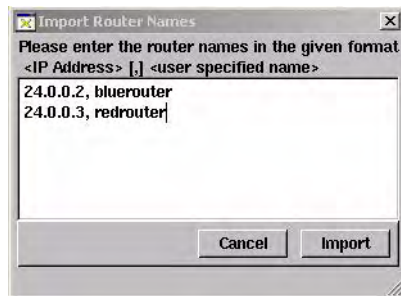 Import Router Names
Please enter the router names in the given format
<IP Address> [,] <user specified name>
24.0.0.2, bluerouter
24.0.0.3, redrouter
Cancel Import